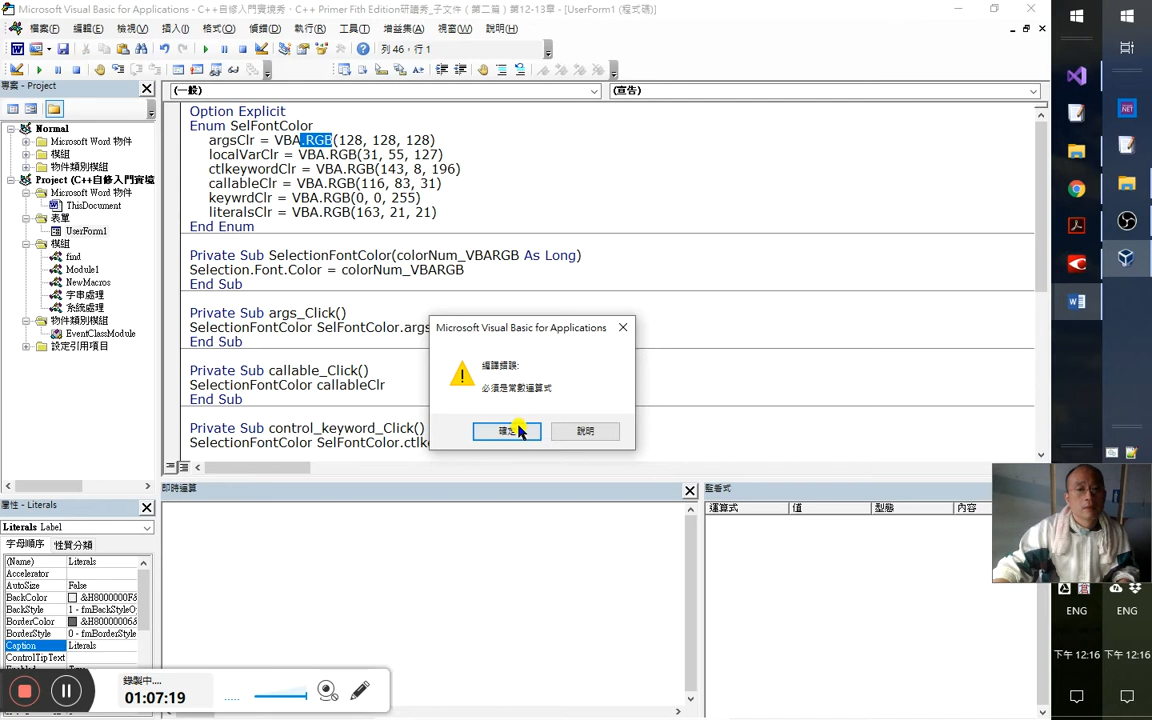 Microsoft Visual Basic for Applications - C++自修入門實境秀、C++ Primer Fith Edition研讀秀_子文件(第二篇)第12-13章 - [UserForm1 (程式碼)]
檔案(F) 編輯(E) 檢視(V) 插入(I) 格式(O) 偵錯(D) 執行(R) 工具(T) 增益集(A) 視窗(W) 說明(H)
列 46，行 1
專案 - Project
(一般) (宣告)
Normal
Microsoft Word 物件
模組
物件類別模組
Project (C++自修入門實境
Microsoft Word 物件
ThisDocument
表單
UserForm1
模組
find
Module1
NewMacros
字串處理
系統處理
物件類別模組
EventClassModule
設定引用項目
Option Explicit
Enum SelFontColor
argsClr = VBA.RGB(128, 128, 128)
localVarClr = VBA.RGB(31, 55, 127)
ctlkeywordClr = VBA.RGB(143, 8, 196)
callableClr = VBA.RGB(116, 83, 31)
keywrdClr = VBA.RGB(0, 0, 255)
literalsClr = VBA.RGB(163, 21, 21)
End Enum
Private Sub SelectionFontColor(colorNum_VBARGB As Long)
Selection.Font.Color = colorNum_VBARGB
End Sub
Private Sub args_Click()
SelectionFontColor SelFontColor.args
End Sub
Private Sub callable_Click()
SelectionFontColor callableClr
End Sub
Private Sub control_keyword_Click()
SelectionFontColor SelFontColor.ctlke
Microsoft Visual Basic for Applications
編譯錯誤:
必須是常數運算式
確定 說明
屬性 - Literals
Literals Label
字母順序 性質分類
(Name) Literals
Accelerator
AutoSize False
BackColor &H8000000F&
BackStyle 1 - fmBackStyleO
BorderColor &H80000006&
BorderStyle 0 - fmBorderStyle
Caption Literals
ControlTipText
即時運算
監看式
運算式 值 型態 內容
錄製中....
01:07:19
.NET
ENG ENG
下午 12:16 下午 12:16